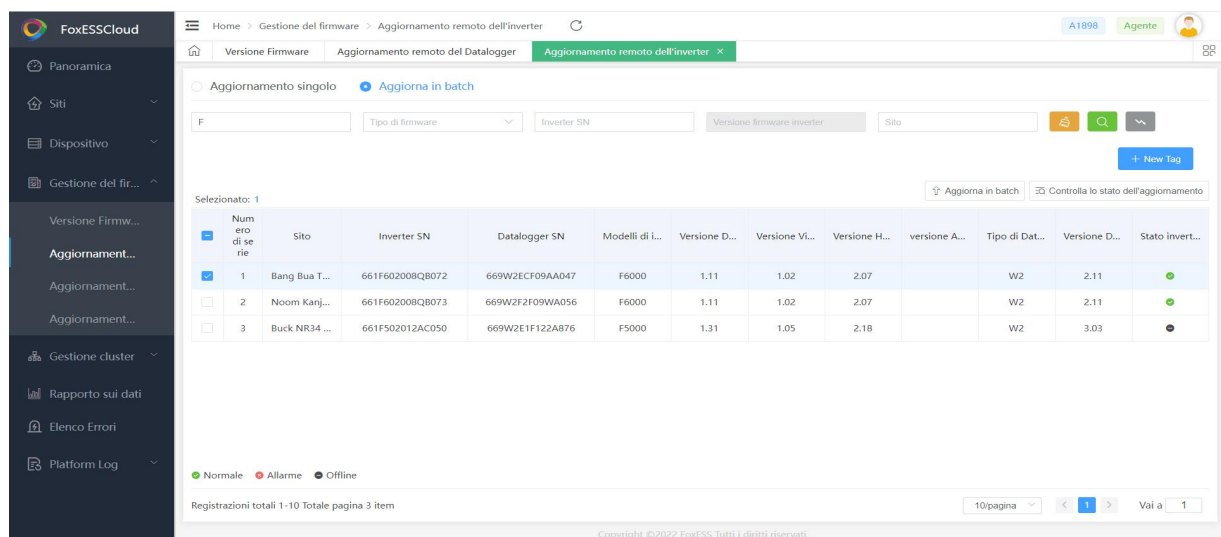 FoxESSCloud
Home > Gestione del firmware > Aggiornamento remoto dell'inverter
A1898 Agente
Versione Firmware Aggiornamento remoto del Datalogger Aggiornamento remoto dell'inverter ×
Panoramica
Siti
Dispositivo
Gestione del fir...
Versione Firmw...
Aggiornament...
Aggiornament...
Aggiornament...
Gestione cluster
Rapporto sui dati
Elenco Errori
Platform Log
Aggiornamento singolo Aggiorna in batch
F Tipo di firmware Inverter SN Versione firmware inverter Sito
+ New Tag
Aggiorna in batch Controlla lo stato dell'aggiornamento
Selezionato: 1
Num
ero
di se
rie
Sito Inverter SN Datalogger SN Modelli di i... Versione D... Versione Vi... Versione H... versione A... Tipo di Dat... Versione D... Stato invert...
1 Bang Bua T... 661F602008QB072 669W2ECF09AA047 F6000 1.11 1.02 2.07 W2 2.11
2 Noom Kanj... 661F602008QB073 669W2F2F09WA056 F6000 1.11 1.02 2.07 W2 2.11
3 Buck NR34 ... 661F502012AC050 669W2E1F122A876 F5000 1.31 1.05 2.18 W2 3.03
Normale Allarme Offline
Registrazioni totali 1-10 Totale pagina 3 item
10/pagina < 1 > Vai a 1
Copyright ©2022 FoxESS Tutti i diritti riservati